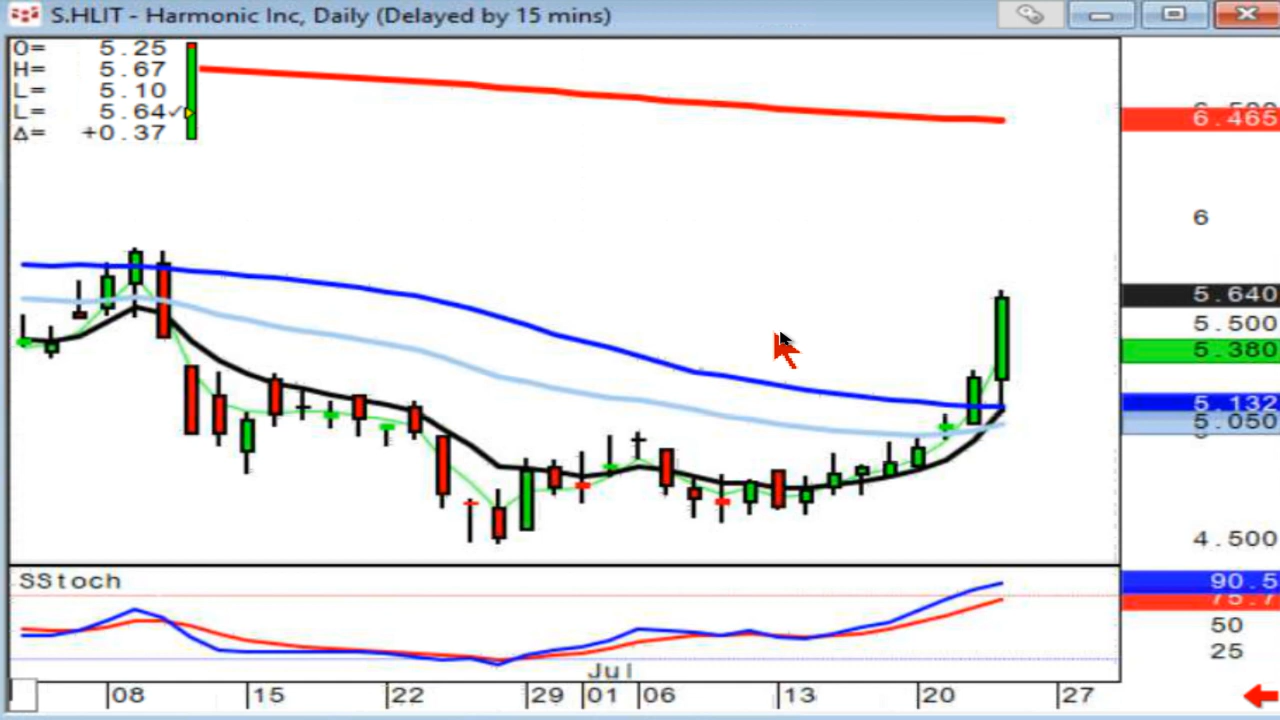 S.HLIT - Harmonic Inc, Daily (Delayed by 15 mins)
O= 5.25
H= 5.67
L= 5.10
L= 5.64✓
Δ= +0.37
6.465
6
5.640
5.500
5.380
5.132
5.050
4.500
SStoch
90.5
75.7
50
25
Jul
08 15 22 29 01 06 13 20 27